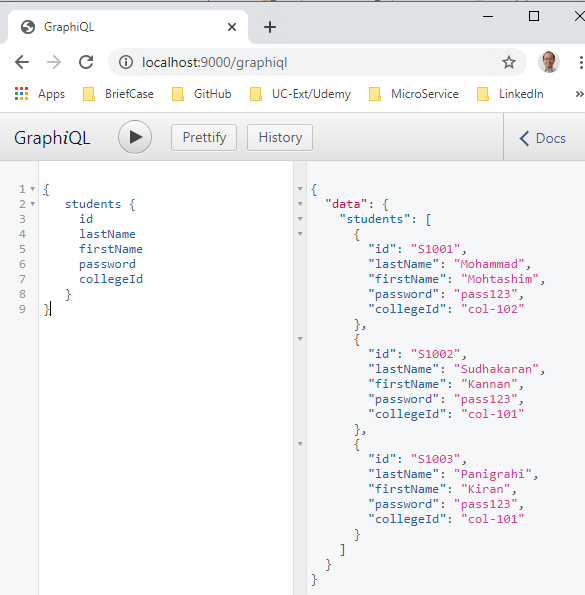 GraphiQL
localhost:9000/graphiql
Apps BriefCase GitHub UC-Ext/Udemy MicroService LinkedIn »
GraphiQL Prettify History Docs
1 {
2 students {
3 id
4 lastName
5 firstName
6 password
7 collegeId
8 }
9 }
{
"data": {
"students": [
{
"id": "S1001",
"lastName": "Mohammad",
"firstName": "Mohtashim",
"password": "pass123",
"collegeId": "col-102"
},
{
"id": "S1002",
"lastName": "Sudhakaran",
"firstName": "Kannan",
"password": "pass123",
"collegeId": "col-101"
},
{
"id": "S1003",
"lastName": "Panigrahi",
"firstName": "Kiran",
"password": "pass123",
"collegeId": "col-101"
}
]
}
}